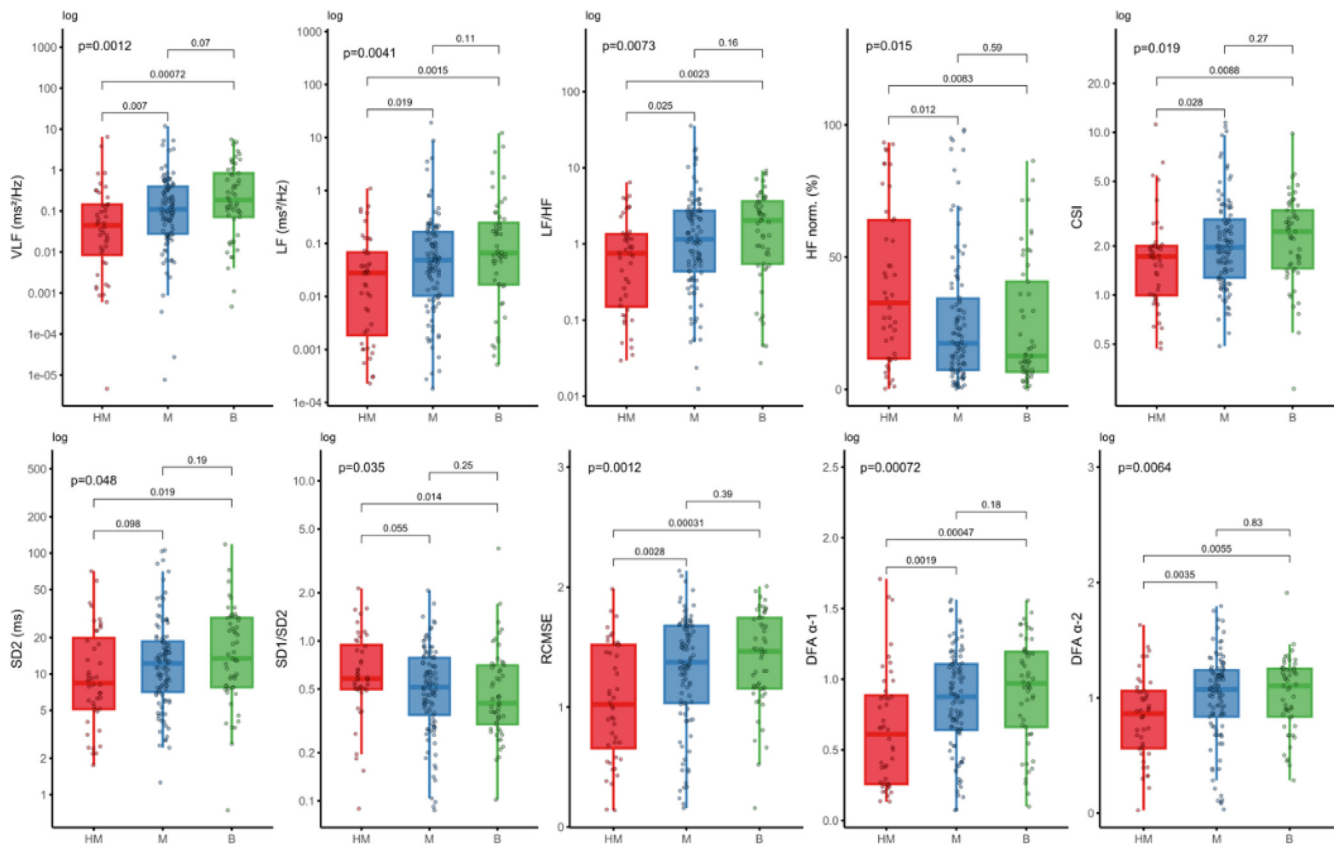 log
VLF (ms²/Hz)
1000
100
10
1
0.1
0.01
0.001
1e-04
1e-05
p=0.0012
0.07
0.00072
0.007
HM M B
log
LF (ms²/Hz)
1000
100
10
1
0.1
0.01
0.001
1e-04
p=0.0041
0.11
0.0015
0.019
HM M B
log
LF/HF
100
10
1
0.1
0.01
p=0.0073
0.16
0.0023
0.025
HM M B
HF norm. (%)
100
50
0
p=0.015
0.59
0.0083
0.012
HM M B
log
CSI
20.0
10.0
5.0
2.0
1.0
0.5
p=0.019
0.27
0.0088
0.028
HM M B
log
SD2 (ms)
500
200
100
50
20
10
5
2
1
p=0.048
0.19
0.019
0.098
HM M B
log
SD1/SD2
10.0
5.0
2.0
1.0
0.5
0.2
0.1
p=0.035
0.25
0.014
0.055
HM M B
RCMSE
3
2
1
0
p=0.0012
0.39
0.00031
0.0028
HM M B
DFA α-1
2.5
2.0
1.5
1.0
0.5
0.0
p=0.00072
0.18
0.00047
0.0019
HM M B
DFA α-2
3
2
1
0
p=0.0064
0.83
0.0055
0.0035
HM M B